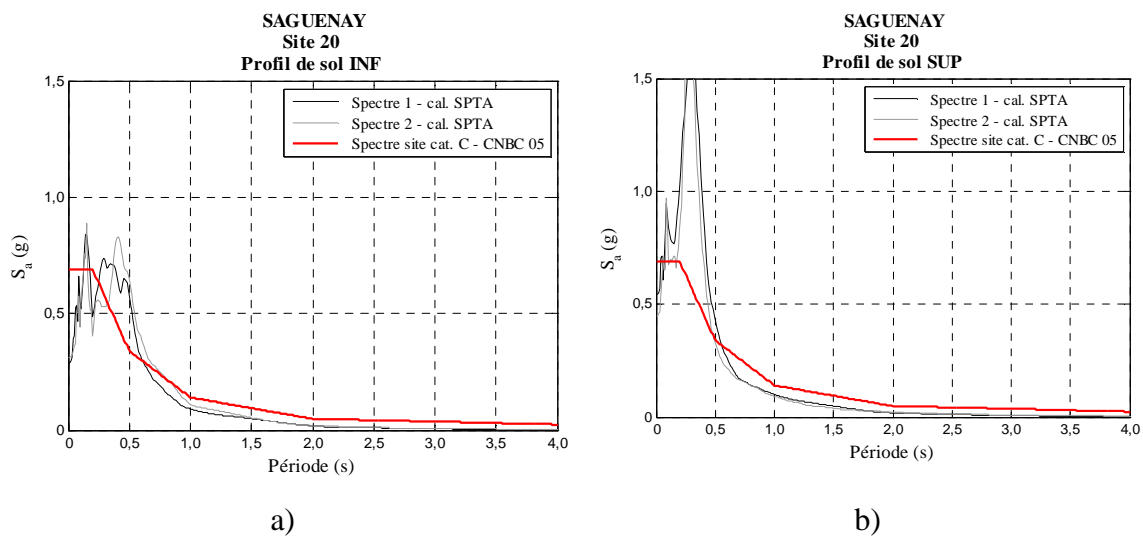 SAGUENAY
Site 20
Profil de sol INF
1,5
1,0
0,5
0
Sa (g)
Spectre 1 - cal. SPTA
Spectre 2 - cal. SPTA
Spectre site cat. C - CNBC 05
0 0,5 1,0 1,5 2,0 2,5 3,0 3,5 4,0
Période (s)
a)
SAGUENAY
Site 20
Profil de sol SUP
1,5
1,0
0,5
0
Sa (g)
Spectre 1 - cal. SPTA
Spectre 2 - cal. SPTA
Spectre site cat. C - CNBC 05
0 0,5 1,0 1,5 2,0 2,5 3,0 3,5 4,0
Période (s)
b)